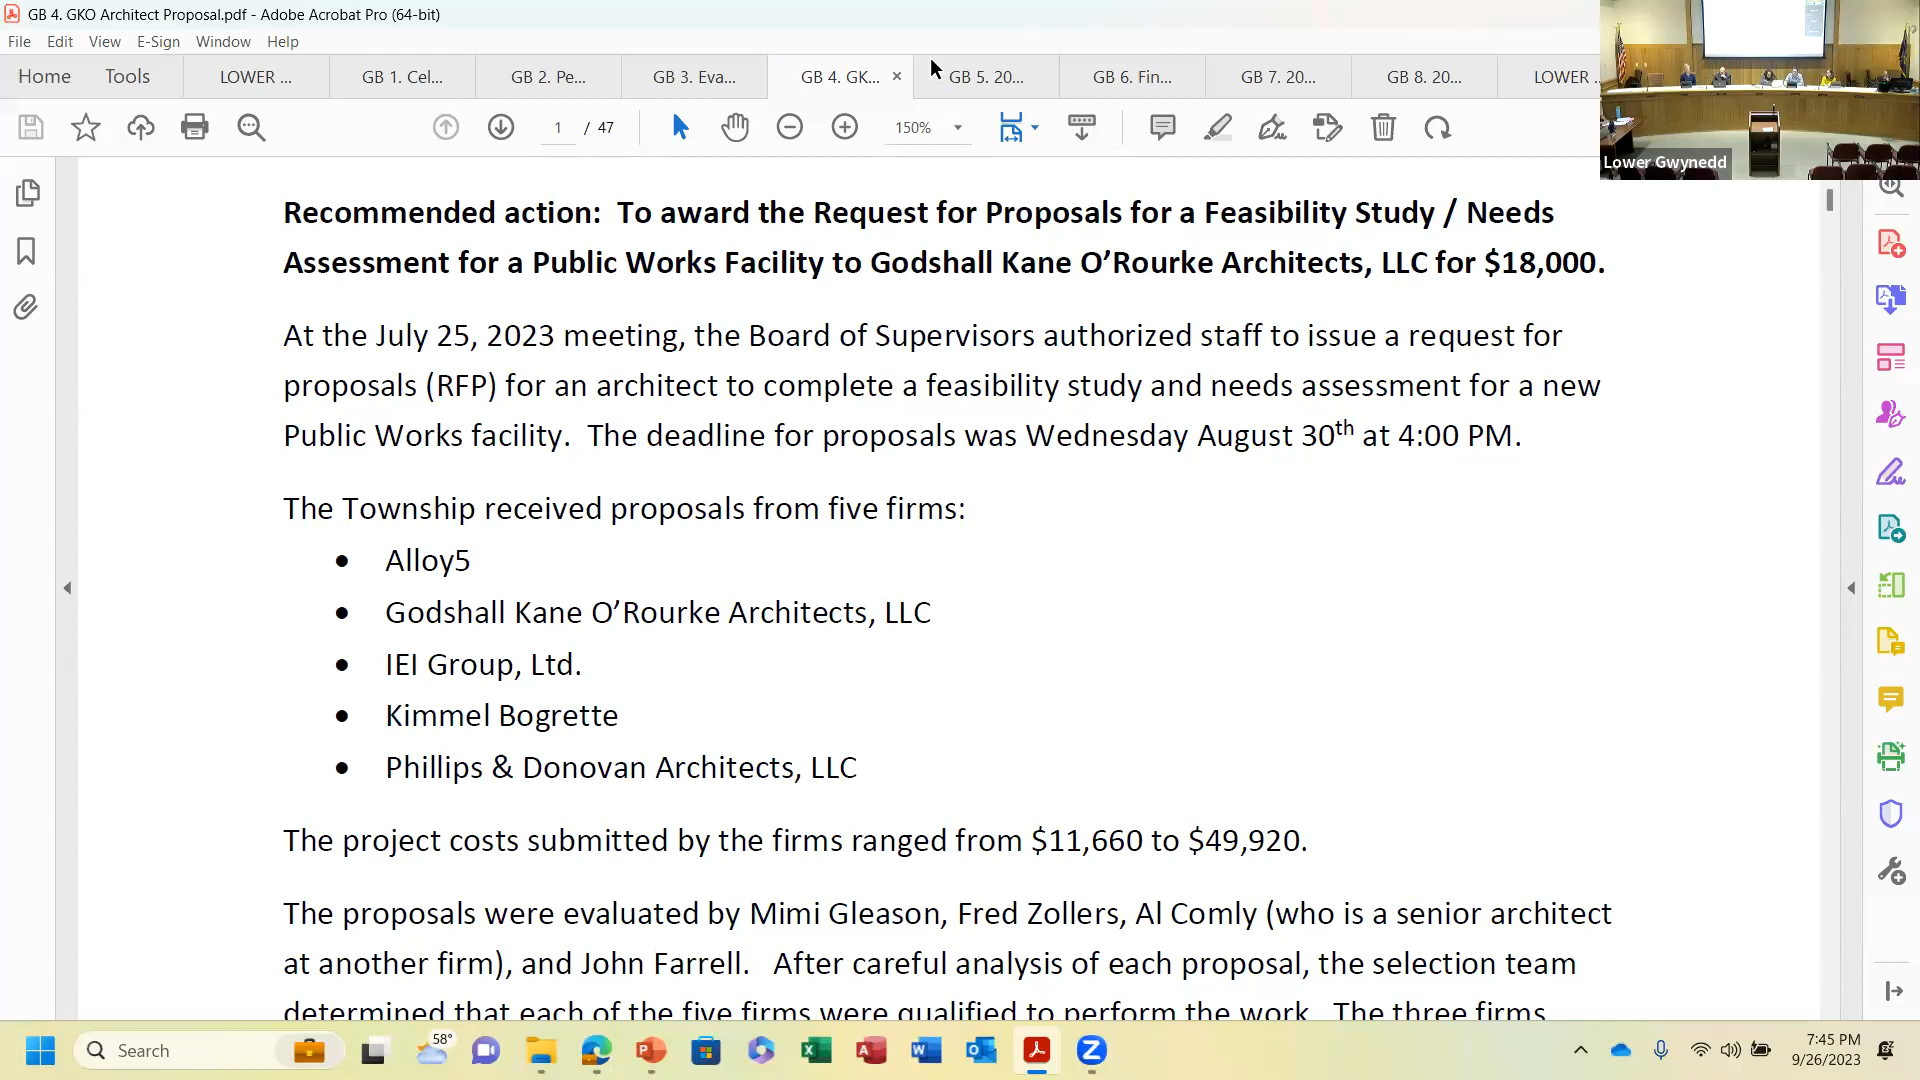 GB 4. GKO Architect Proposal.pdf - Adobe Acrobat Pro (64-bit)
File Edit View E-Sign Window Help
Home Tools LOWER ... GB 1. Cel... GB 2. Pe... GB 3. Eva... GB 4. GK... × GB 5. 20... GB 6. Fin... GB 7. 20... GB 8. 20... LOWER ..
1 / 47 150%
Lower Gwynedd
Recommended action: To award the Request for Proposals for a Feasibility Study / Needs
Assessment for a Public Works Facility to Godshall Kane O’Rourke Architects, LLC for $18,000.
At the July 25, 2023 meeting, the Board of Supervisors authorized staff to issue a request for
proposals (RFP) for an architect to complete a feasibility study and needs assessment for a new
Public Works facility. The deadline for proposals was Wednesday August 30th at 4:00 PM.
The Township received proposals from five firms:
• Alloy5
• Godshall Kane O’Rourke Architects, LLC
• IEI Group, Ltd.
• Kimmel Bogrette
• Phillips & Donovan Architects, LLC
The project costs submitted by the firms ranged from $11,660 to $49,920.
The proposals were evaluated by Mimi Gleason, Fred Zollers, Al Comly (who is a senior architect
at another firm), and John Farrell. After careful analysis of each proposal, the selection team
determined that each of the five firms were qualified to perform the work. The three firms
Search 58° 7:45 PM
9/26/2023